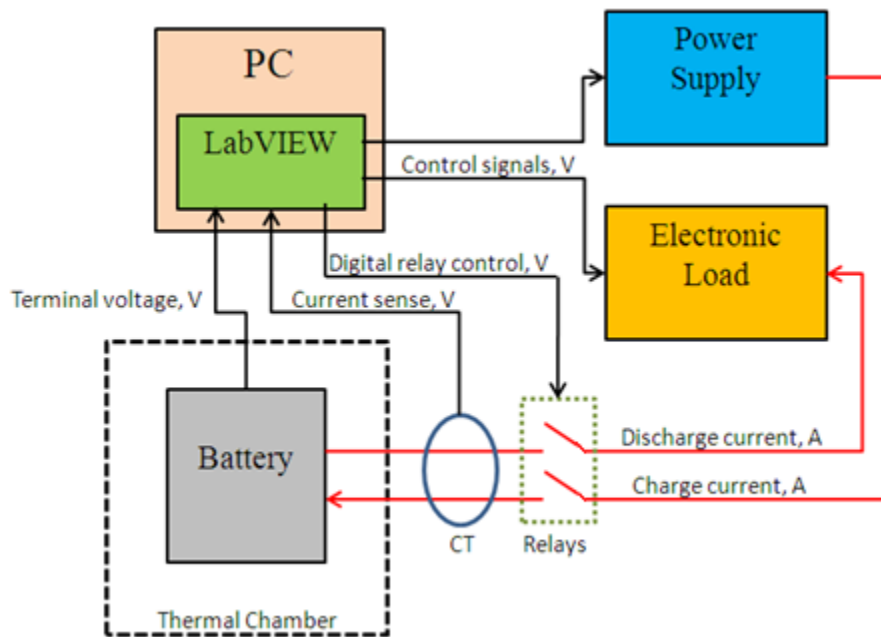 PC
LabVIEW
Power
Supply
Control signals, V
Electronic
Load
Digital relay control, V
Terminal voltage, V
Current sense, V
Battery
Discharge current, A
Charge current, A
CT
Relays
Thermal Chamber